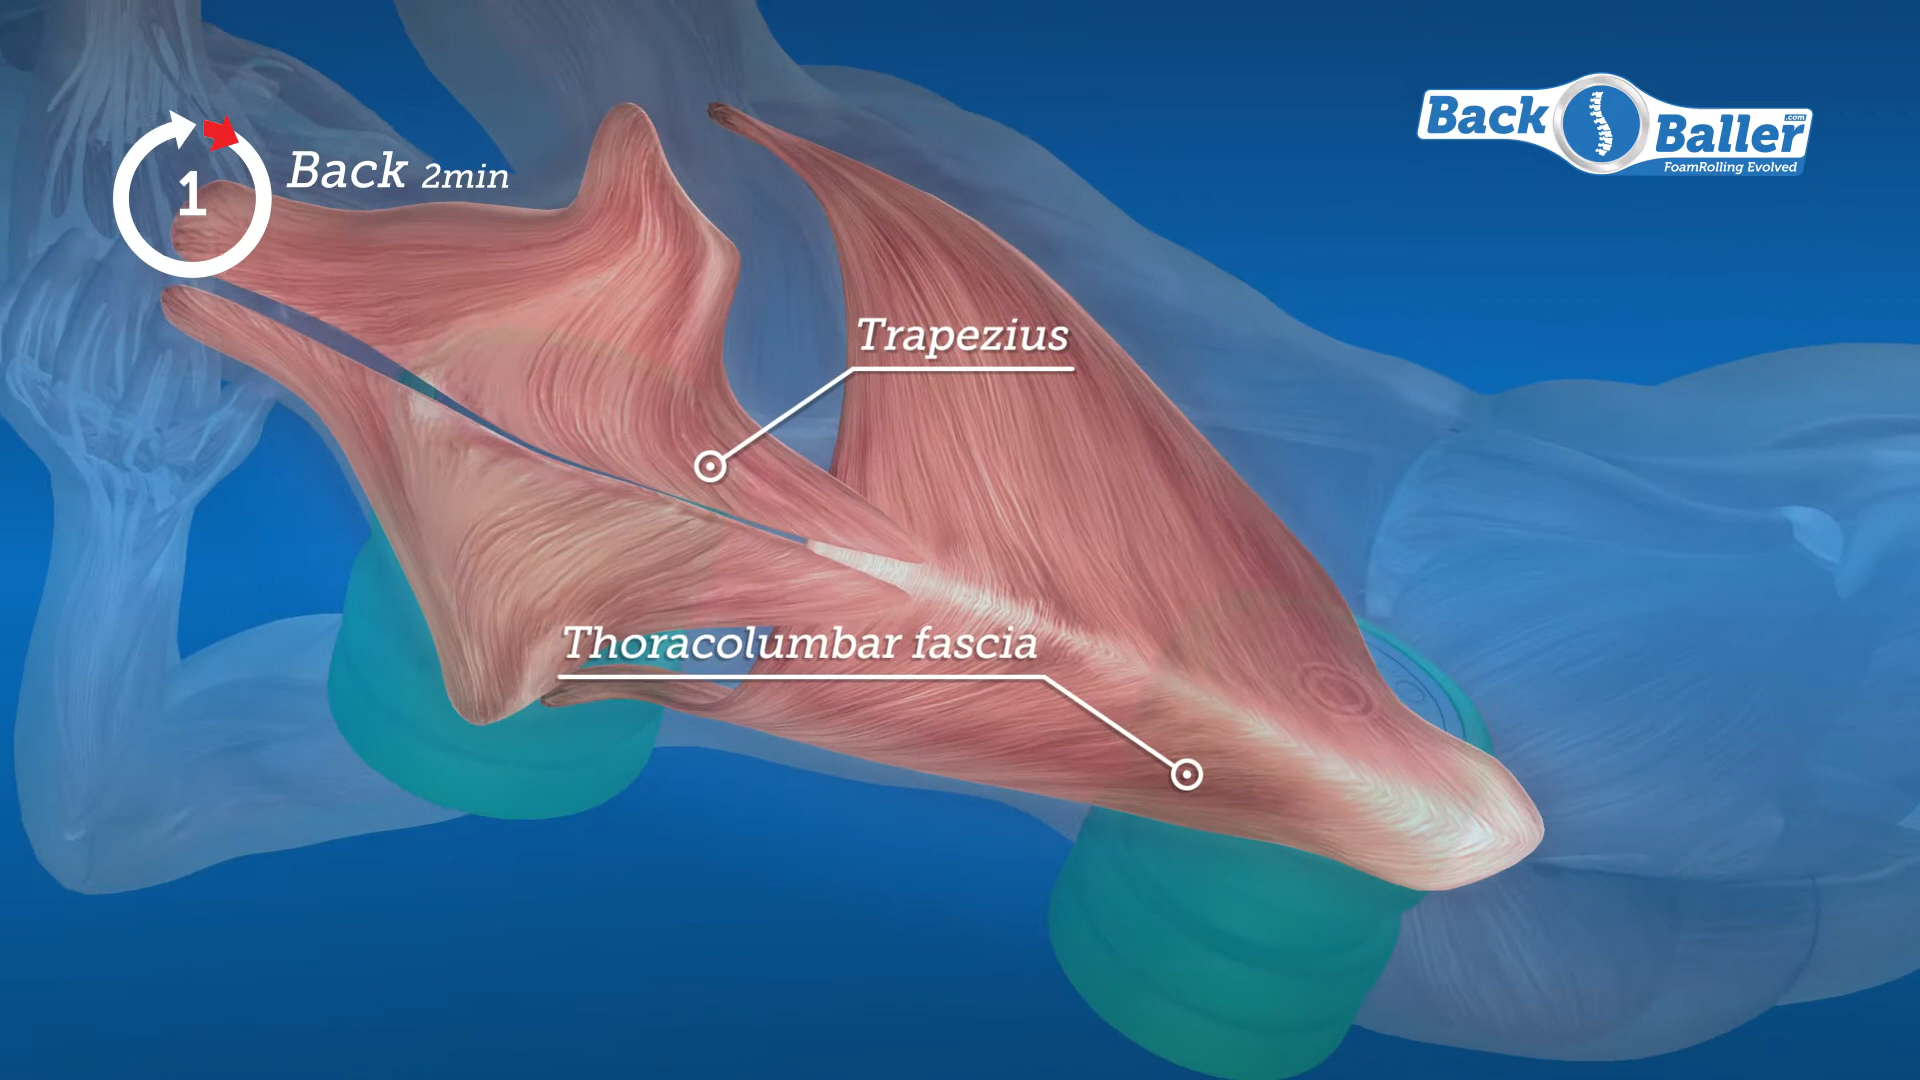 1
Back 2min
Back Baller
.com
FoamRolling Evolved
Trapezius
Thoracolumbar fascia